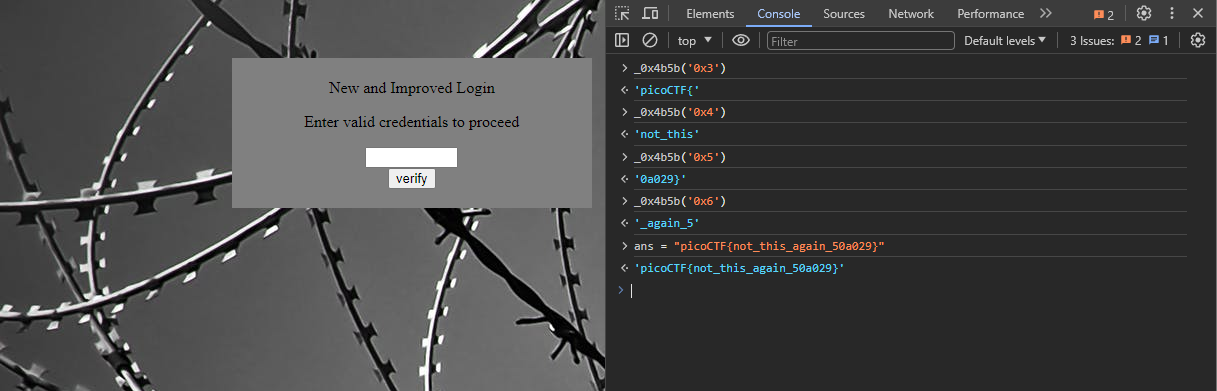 New and Improved Login
Enter valid credentials to proceed
verify
Elements Console Sources Network Performance 2
top Filter Default levels 3 Issues: 2 1
_0x4b5b('0x3')
'picoCTF{'
_0x4b5b('0x4')
'not_this'
_0x4b5b('0x5')
'0a029}'
_0x4b5b('0x6')
'_again_5'
ans = "picoCTF{not_this_again_50a029}"
'picoCTF{not_this_again_50a029}'